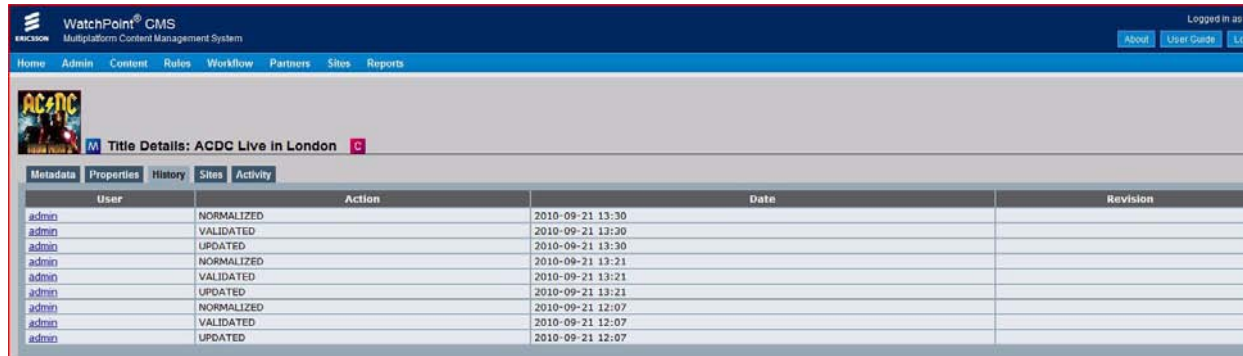 WatchPoint® CMS
Logged in as
ERICSSON
Multiplatform Content Management System
About User Guide Lo
Home Admin Content Rules Workflow Partners Sites Reports
AC/DC
M Title Details: ACDC Live in London C
Metadata Properties History Sites Activity
User Action Date Revision
admin NORMALIZED 2010-09-21 13:30
admin VALIDATED 2010-09-21 13:30
admin UPDATED 2010-09-21 13:30
admin NORMALIZED 2010-09-21 13:21
admin VALIDATED 2010-09-21 13:21
admin UPDATED 2010-09-21 13:21
admin NORMALIZED 2010-09-21 12:07
admin VALIDATED 2010-09-21 12:07
admin UPDATED 2010-09-21 12:07